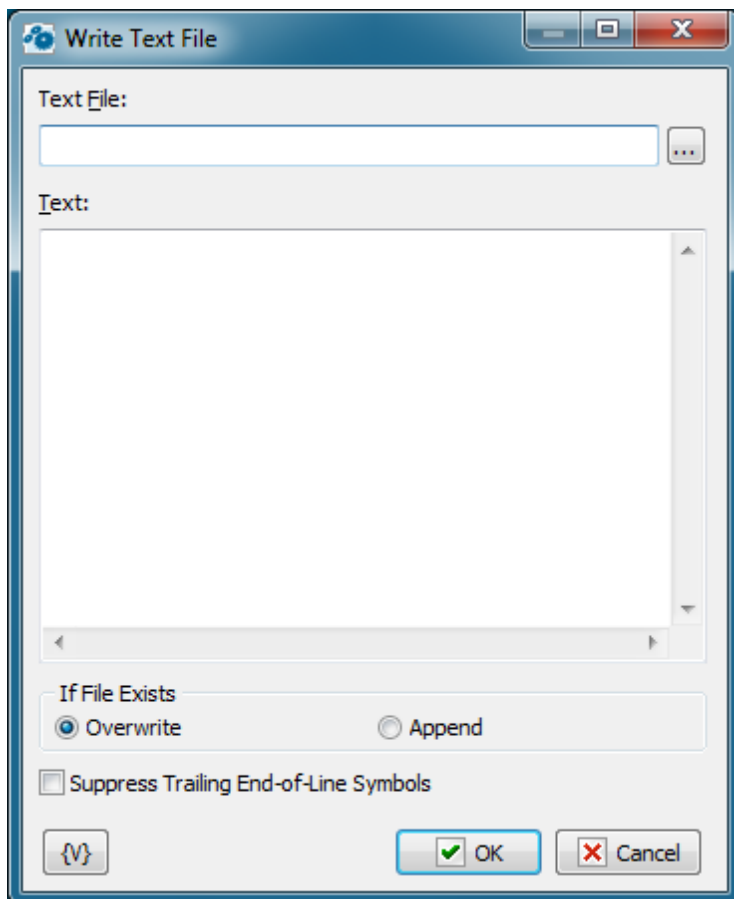 Write Text File
Text File:
...
Text:
If File Exists
Overwrite Append
Suppress Trailing End-of-Line Symbols
{V} OK Cancel